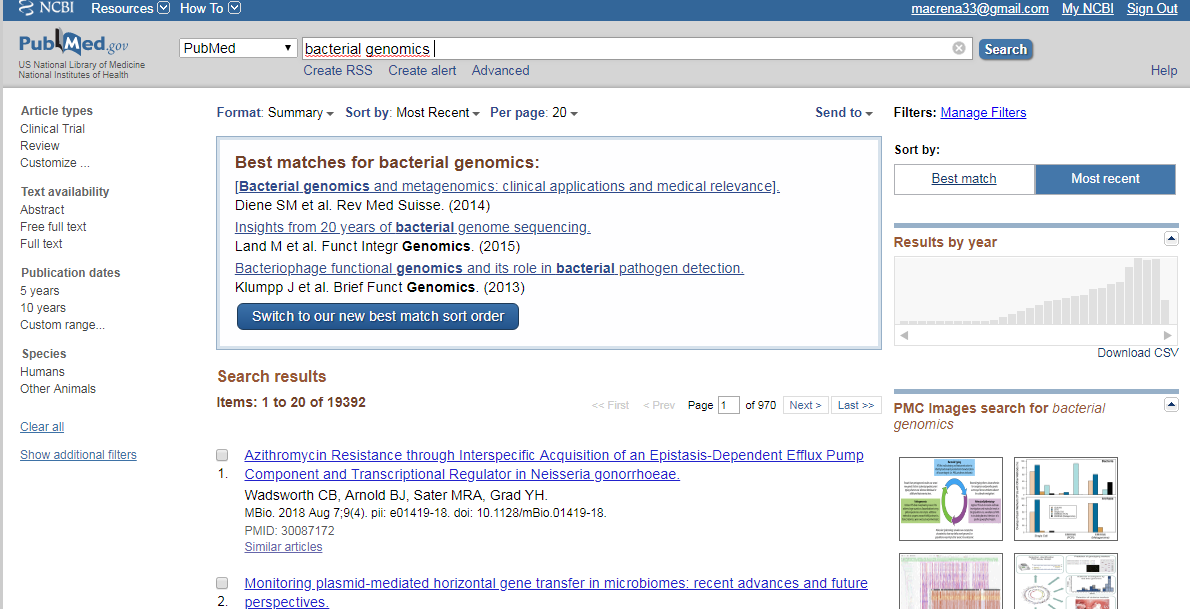 NCBI Resources How To macrena33@gmail.com My NCBI Sign Out
PubMed.gov
US National Library of Medicine
National Institutes of Health
PubMed bacterial genomics Search
Create RSS Create alert Advanced Help
Article types
Clinical Trial
Review
Customize ...
Text availability
Abstract
Free full text
Full text
Publication dates
5 years
10 years
Custom range...
Species
Humans
Other Animals
Clear all
Show additional filters
Format: Summary Sort by: Most Recent Per page: 20 Send to
Best matches for bacterial genomics:
[Bacterial genomics and metagenomics: clinical applications and medical relevance].
Diene SM et al. Rev Med Suisse. (2014)
Insights from 20 years of bacterial genome sequencing.
Land M et al. Funct Integr Genomics. (2015)
Bacteriophage functional genomics and its role in bacterial pathogen detection.
Klumpp J et al. Brief Funct Genomics. (2013)
Switch to our new best match sort order
Search results
Items: 1 to 20 of 19392
<< First < Prev Page 1 of 970 Next > Last >>
Azithromycin Resistance through Interspecific Acquisition of an Epistasis-Dependent Efflux Pump
1. Component and Transcriptional Regulator in Neisseria gonorrhoeae.
Wadsworth CB, Arnold BJ, Sater MRA, Grad YH.
MBio. 2018 Aug 7;9(4). pii: e01419-18. doi: 10.1128/mBio.01419-18.
PMID: 30087172
Similar articles
Monitoring plasmid-mediated horizontal gene transfer in microbiomes: recent advances and future
2. perspectives.
Filters: Manage Filters
Sort by:
Best match Most recent
Results by year
Download CSV
PMC Images search for bacterial
genomics